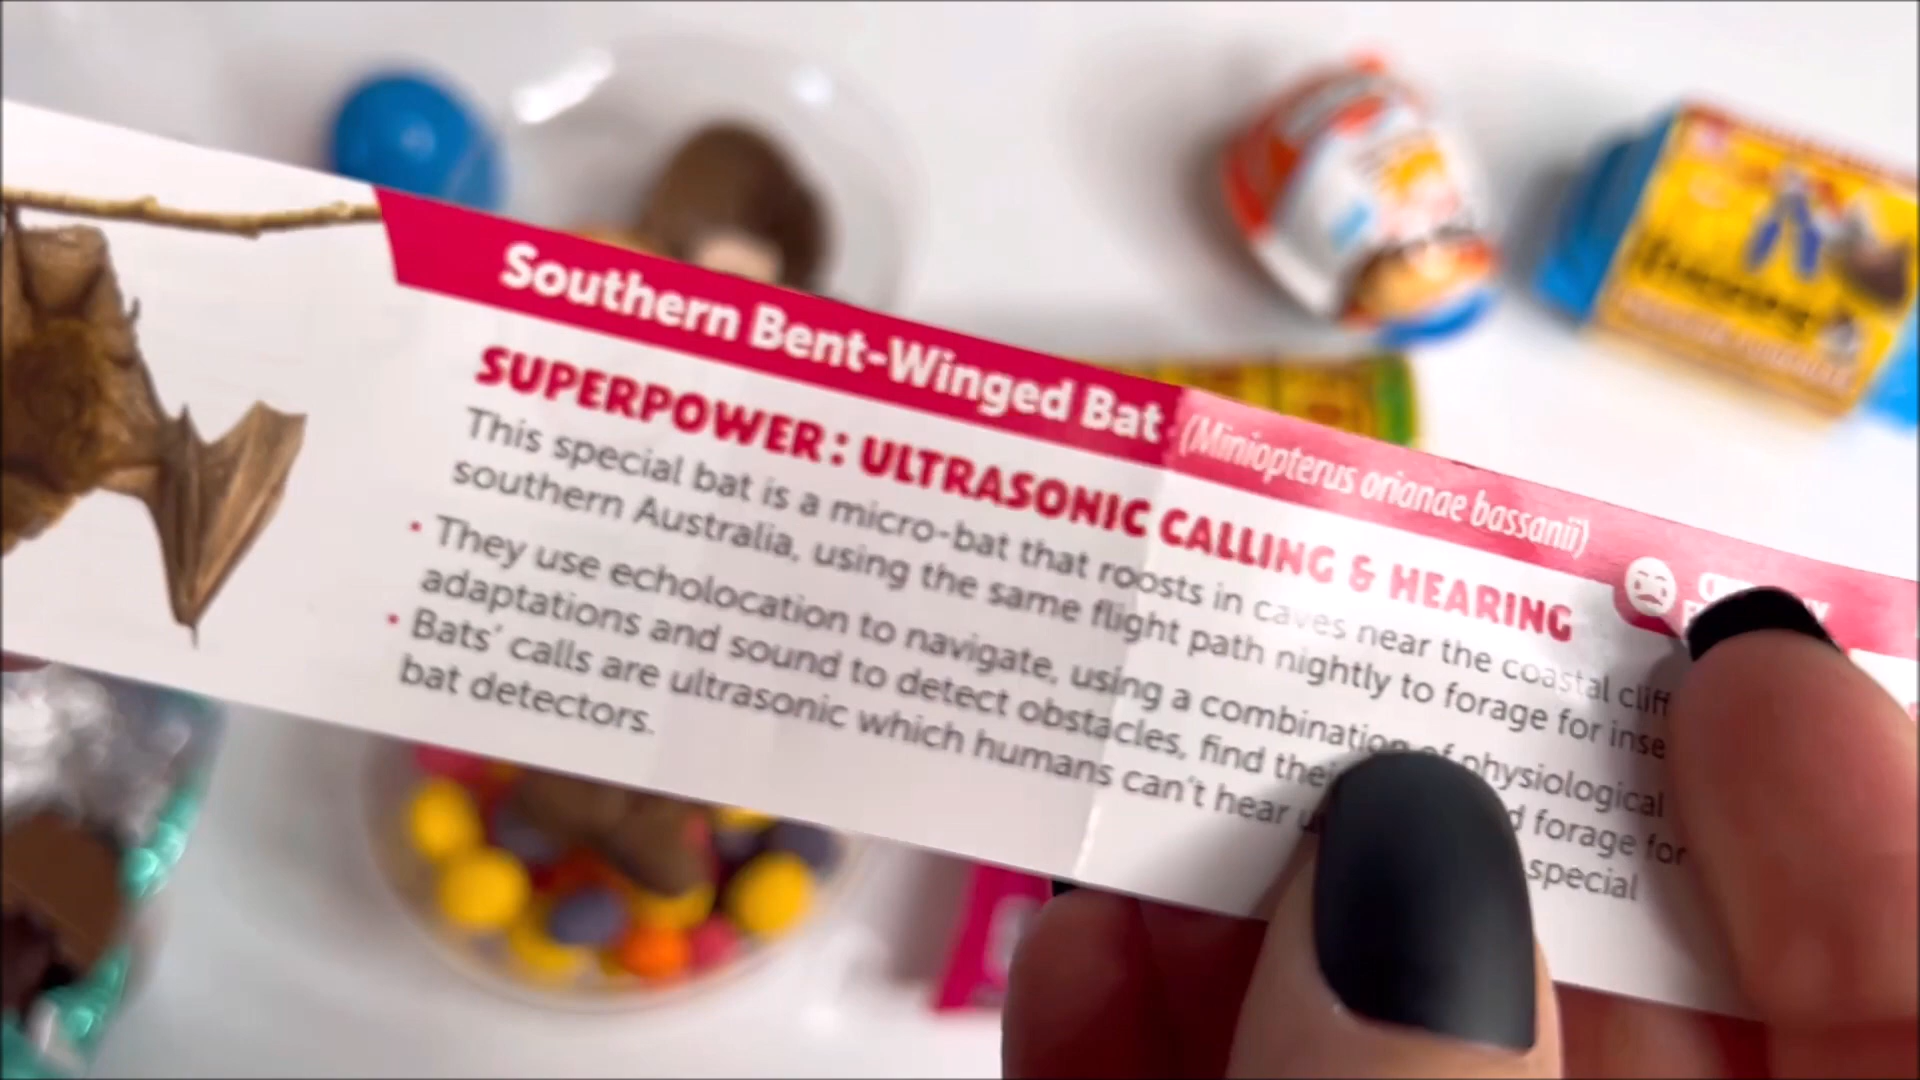 Southern Bent-Winged Bat (Miniopterus orianae bassanii)
SUPERPOWER: ULTRASONIC CALLING & HEARING
This special bat is a micro-bat that roosts in caves near the coastal cliff
southern Australia, using the same flight path nightly to forage for inse
• They use echolocation to navigate, using a combination of physiological
adaptations and sound to detect obstacles, find thei d forage for
• Bats' calls are ultrasonic which humans can't hear u special
bat detectors.